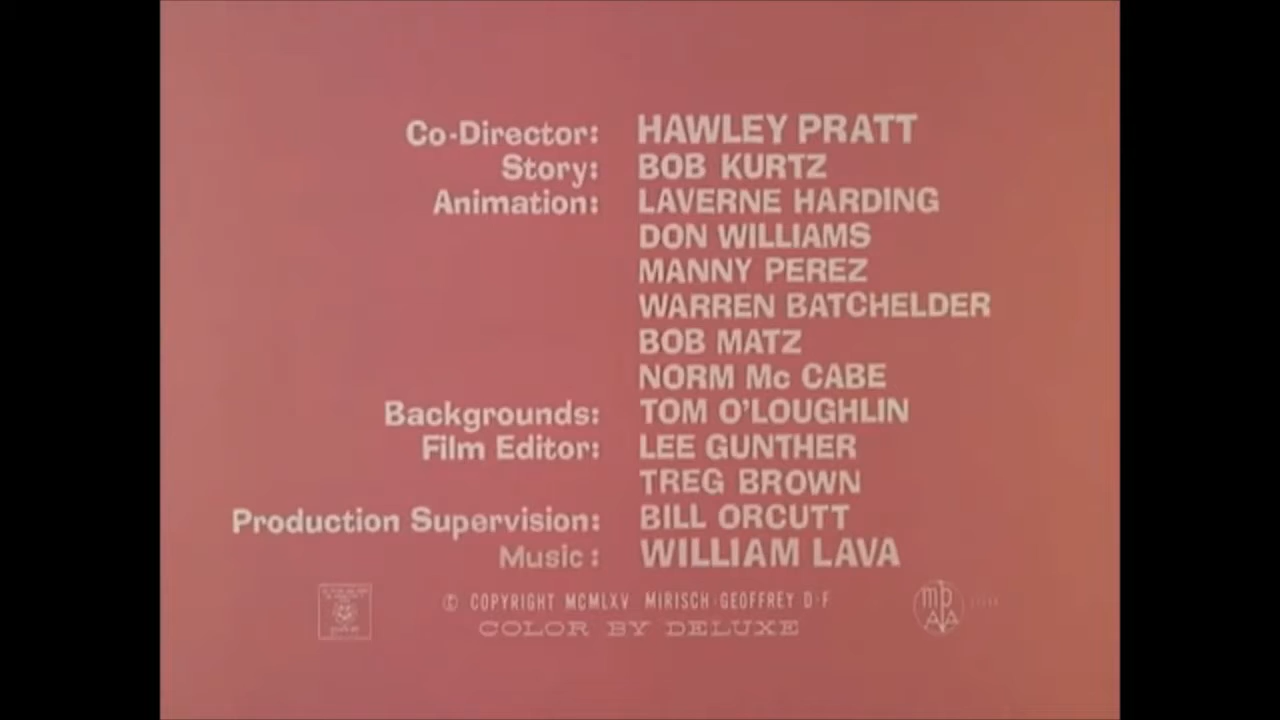 Co-Director: HAWLEY PRATT
Story: BOB KURTZ
Animation: LAVERNE HARDING
DON WILLIAMS
MANNY PEREZ
WARREN BATCHELDER
BOB MATZ
NORM Mc CABE
Backgrounds: TOM O'LOUGHLIN
Film Editor: LEE GUNTHER
TREG BROWN
Production Supervision: BILL ORCUTT
Music: WILLIAM LAVA
© COPYRIGHT MCMLXV MIRISCH-GEOFFREY D-F
COLOR BY DELUXE
mpAA